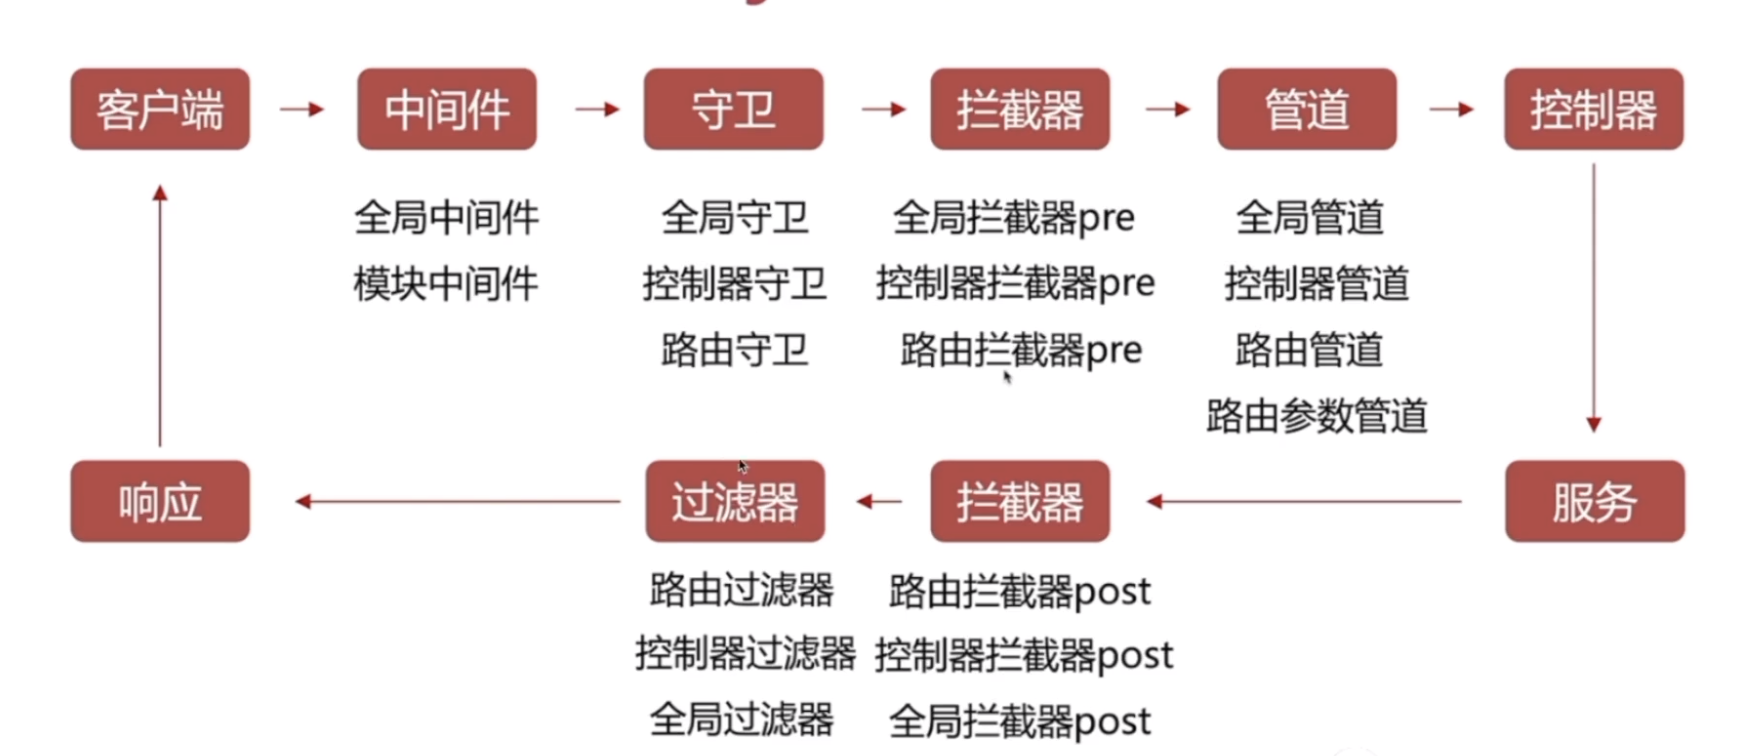 客户端
中间件
守卫
拦截器
管道
控制器
全局中间件
全局守卫
全局拦截器pre
全局管道
模块中间件
控制器守卫
控制器拦截器pre
控制器管道
路由守卫
路由拦截器pre
路由管道
路由参数管道
响应
过滤器
拦截器
服务
路由过滤器
路由拦截器post
控制器过滤器
控制器拦截器post
全局过滤器
全局拦截器post